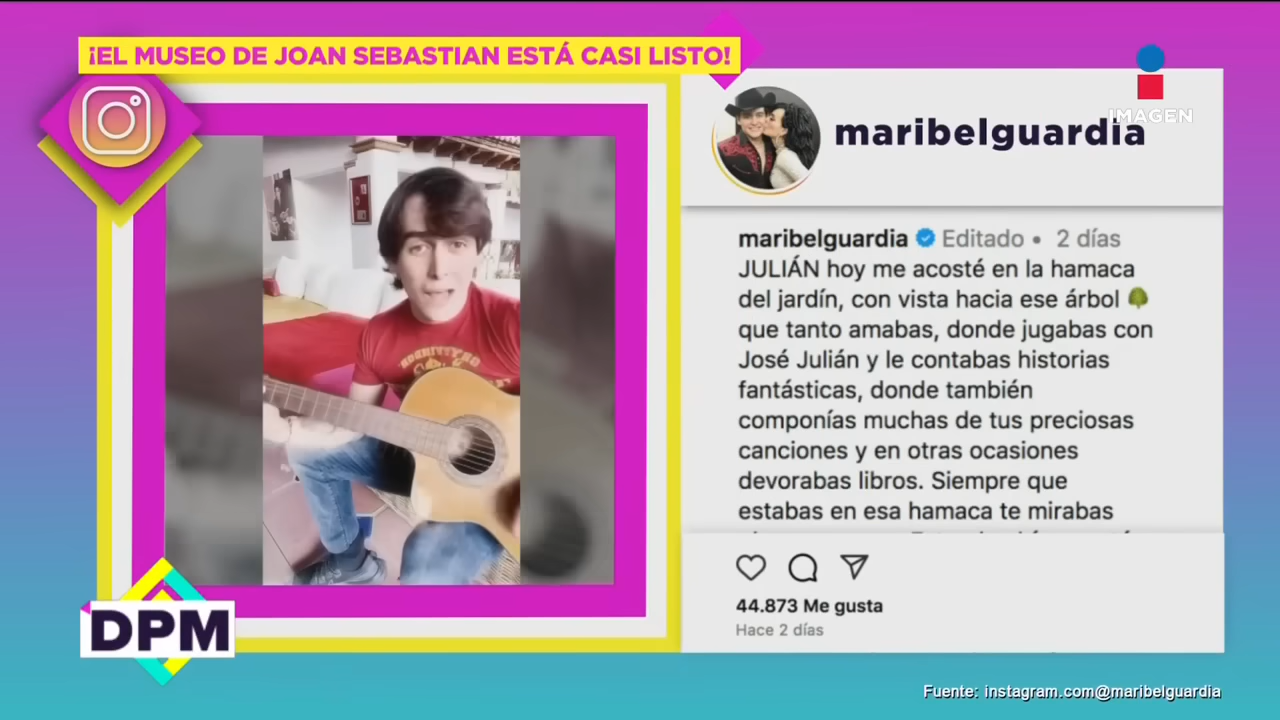 ¡EL MUSEO DE JOAN SEBASTIAN ESTÁ CASI LISTO!
IMAGEN
maribelguardia
maribelguardia Editado • 2 días
JULIÁN hoy me acosté en la hamaca
del jardín, con vista hacia ese árbol 🌳
que tanto amabas, donde jugabas con
José Julián y le contabas historias
fantásticas, donde también
componías muchas de tus preciosas
canciones y en otras ocasiones
devorabas libros. Siempre que
estabas en esa hamaca te mirabas
44.873 Me gusta
Hace 2 días
DPM
Fuente: instagram.com@maribelguardia